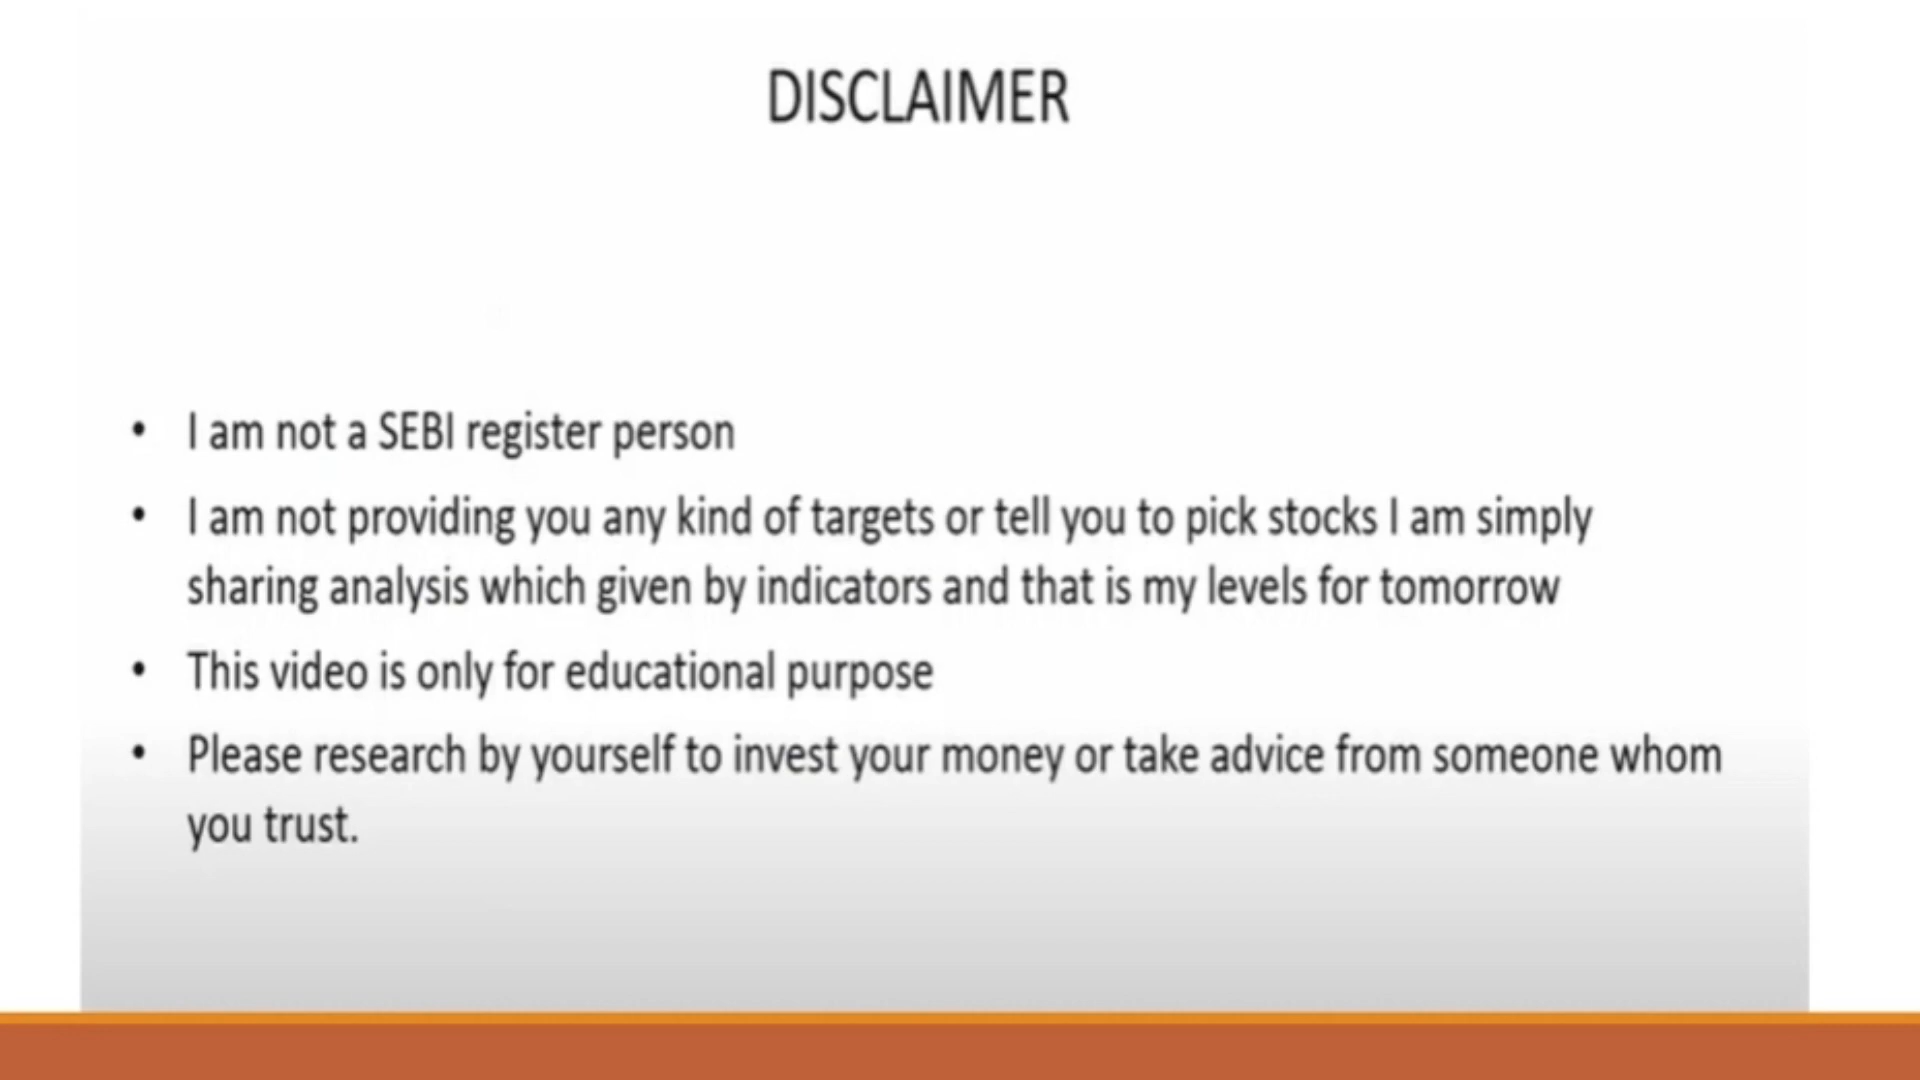 DISCLAIMER
• I am not a SEBI register person
• I am not providing you any kind of targets or tell you to pick stocks I am simply
sharing analysis which given by indicators and that is my levels for tomorrow
• This video is only for educational purpose
• Please research by yourself to invest your money or take advice from someone whom
you trust.